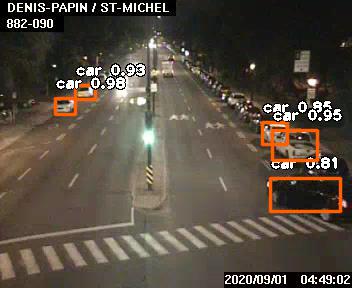 DENIS-PAPIN / ST-MICHEL
882-090
car 0.93
car 0.98
car 0.85
car 0.95
car 0.81
2020/09/01 04:49:02